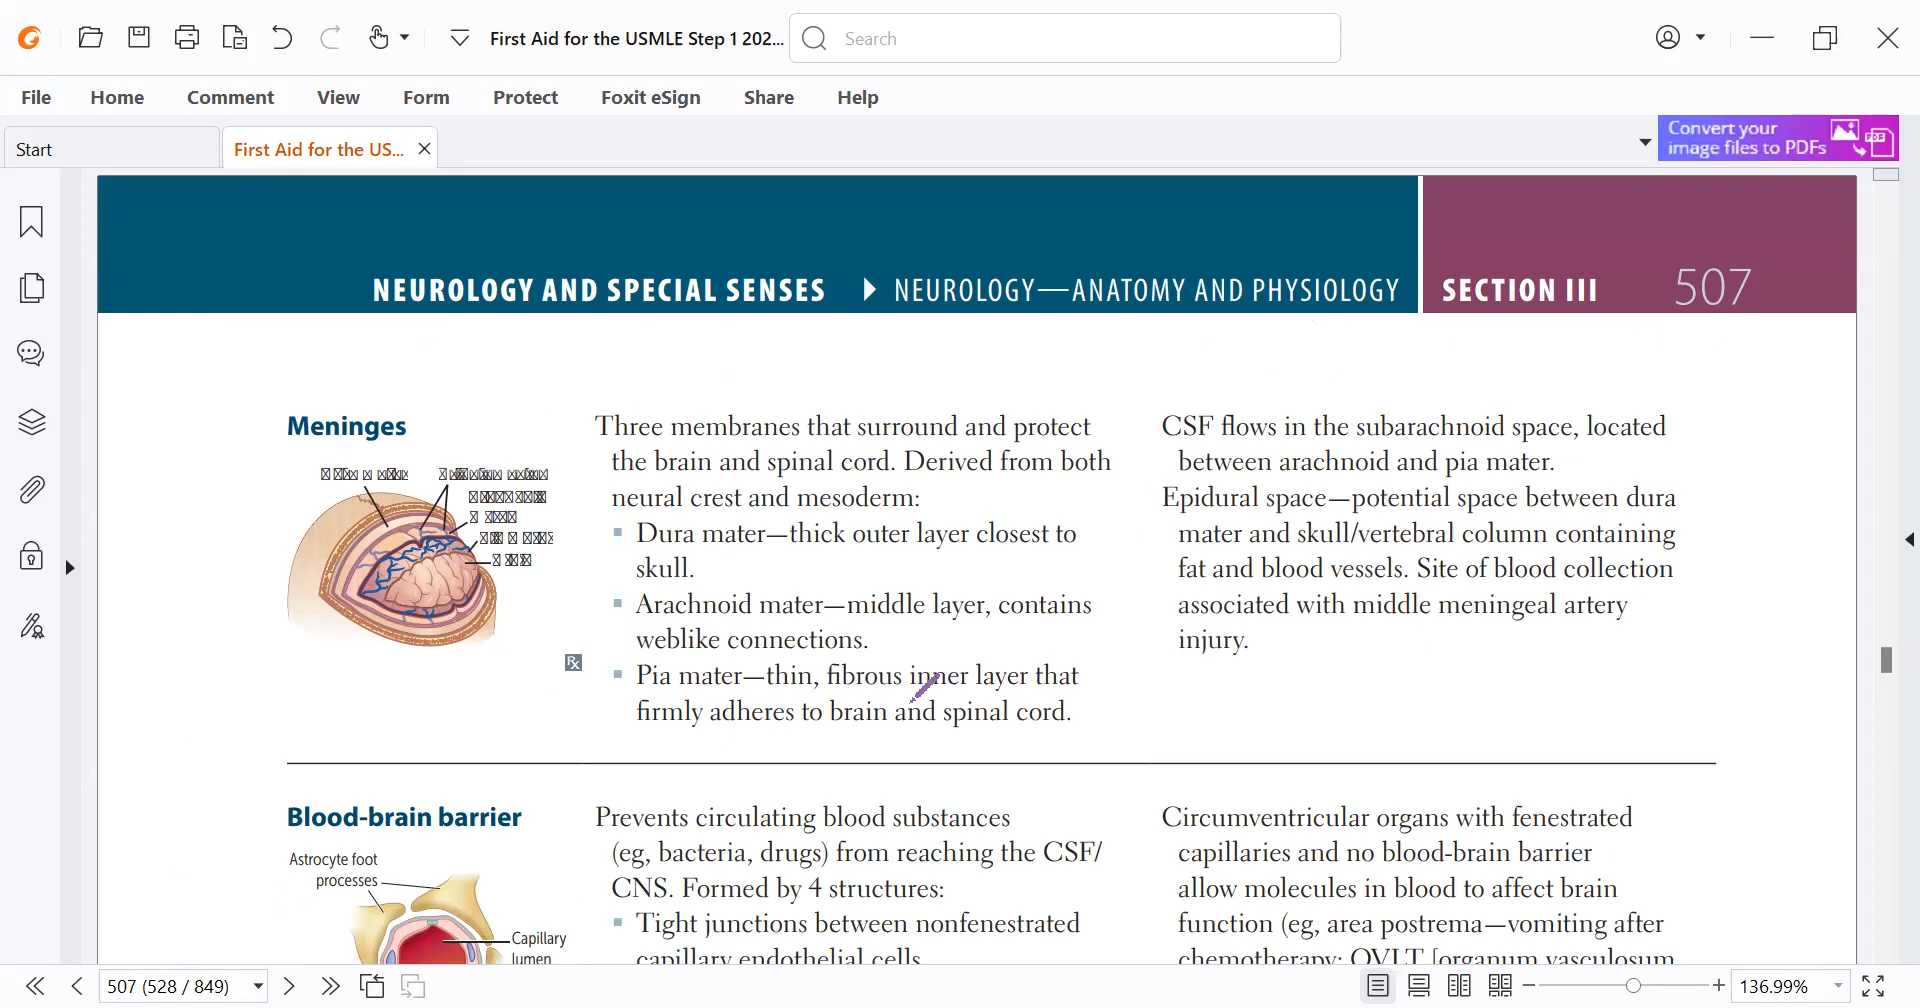 First Aid for the USMLE Step 1 202...
Search
File Home Comment View Form Protect Foxit eSign Share Help
Start
First Aid for the US...
Convert your
image files to PDFs
NEUROLOGY AND SPECIAL SENSES NEUROLOGY—ANATOMY AND PHYSIOLOGY SECTION III 507
Meninges
Three membranes that surround and protect
the brain and spinal cord. Derived from both
neural crest and mesoderm:
Dura mater—thick outer layer closest to
skull.
Arachnoid mater—middle layer, contains
weblike connections.
Pia mater—thin, fibrous inner layer that
firmly adheres to brain and spinal cord.
CSF flows in the subarachnoid space, located
between arachnoid and pia mater.
Epidural space—potential space between dura
mater and skull/vertebral column containing
fat and blood vessels. Site of blood collection
associated with middle meningeal artery
injury.
Rx
Blood-brain barrier
Astrocyte foot
processes
Capillary
lumen
Prevents circulating blood substances
(eg, bacteria, drugs) from reaching the CSF/
CNS. Formed by 4 structures:
Tight junctions between nonfenestrated
capillary endothelial cells
Circumventricular organs with fenestrated
capillaries and no blood-brain barrier
allow molecules in blood to affect brain
function (eg, area postrema—vomiting after
chemotherapy; OVLT [organum vasculosum
507 (528 / 849)
136.99%